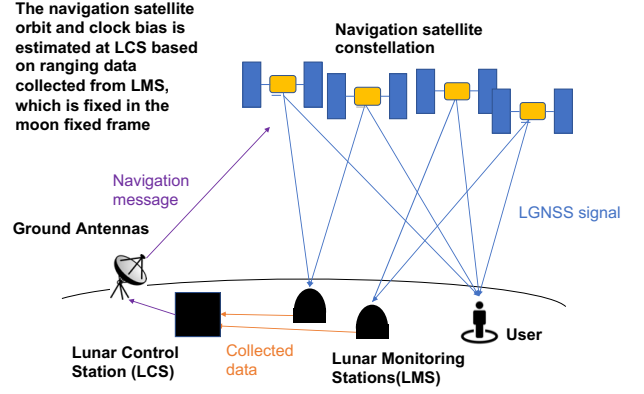 The navigation satellite
orbit and clock bias is
estimated at LCS based
on ranging data
collected from LMS,
which is fixed in the
moon fixed frame
Navigation satellite
constellation
Navigation
message
LGNSS signal
Ground Antennas
User
Lunar Control
Station (LCS)
Collected
data
Lunar Monitoring
Stations(LMS)